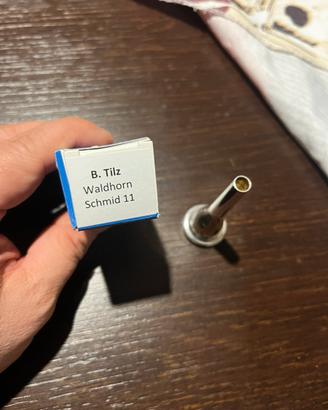 B. Tilz
Waldhorn
Schmid 11